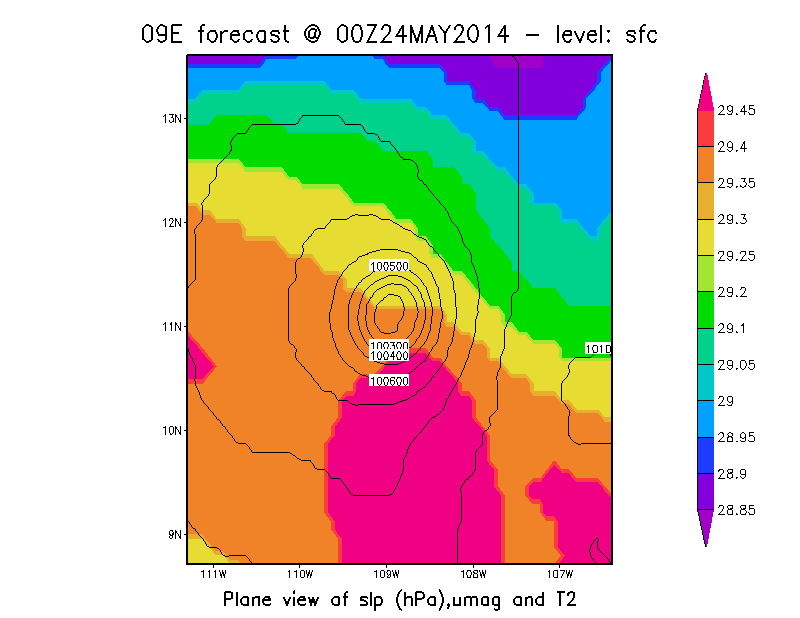 09E forecast @ 00Z24MAY2014 – level: sfc
13N
12N
11N
10N
9N
100500
100300
100400
100600
1010
111W 110W 109W 108W 107W
29.45
29.4
29.35
29.3
29.25
29.2
29.1
29.05
29
28.95
28.9
28.85
Plane view of slp (hPa),umag and T2